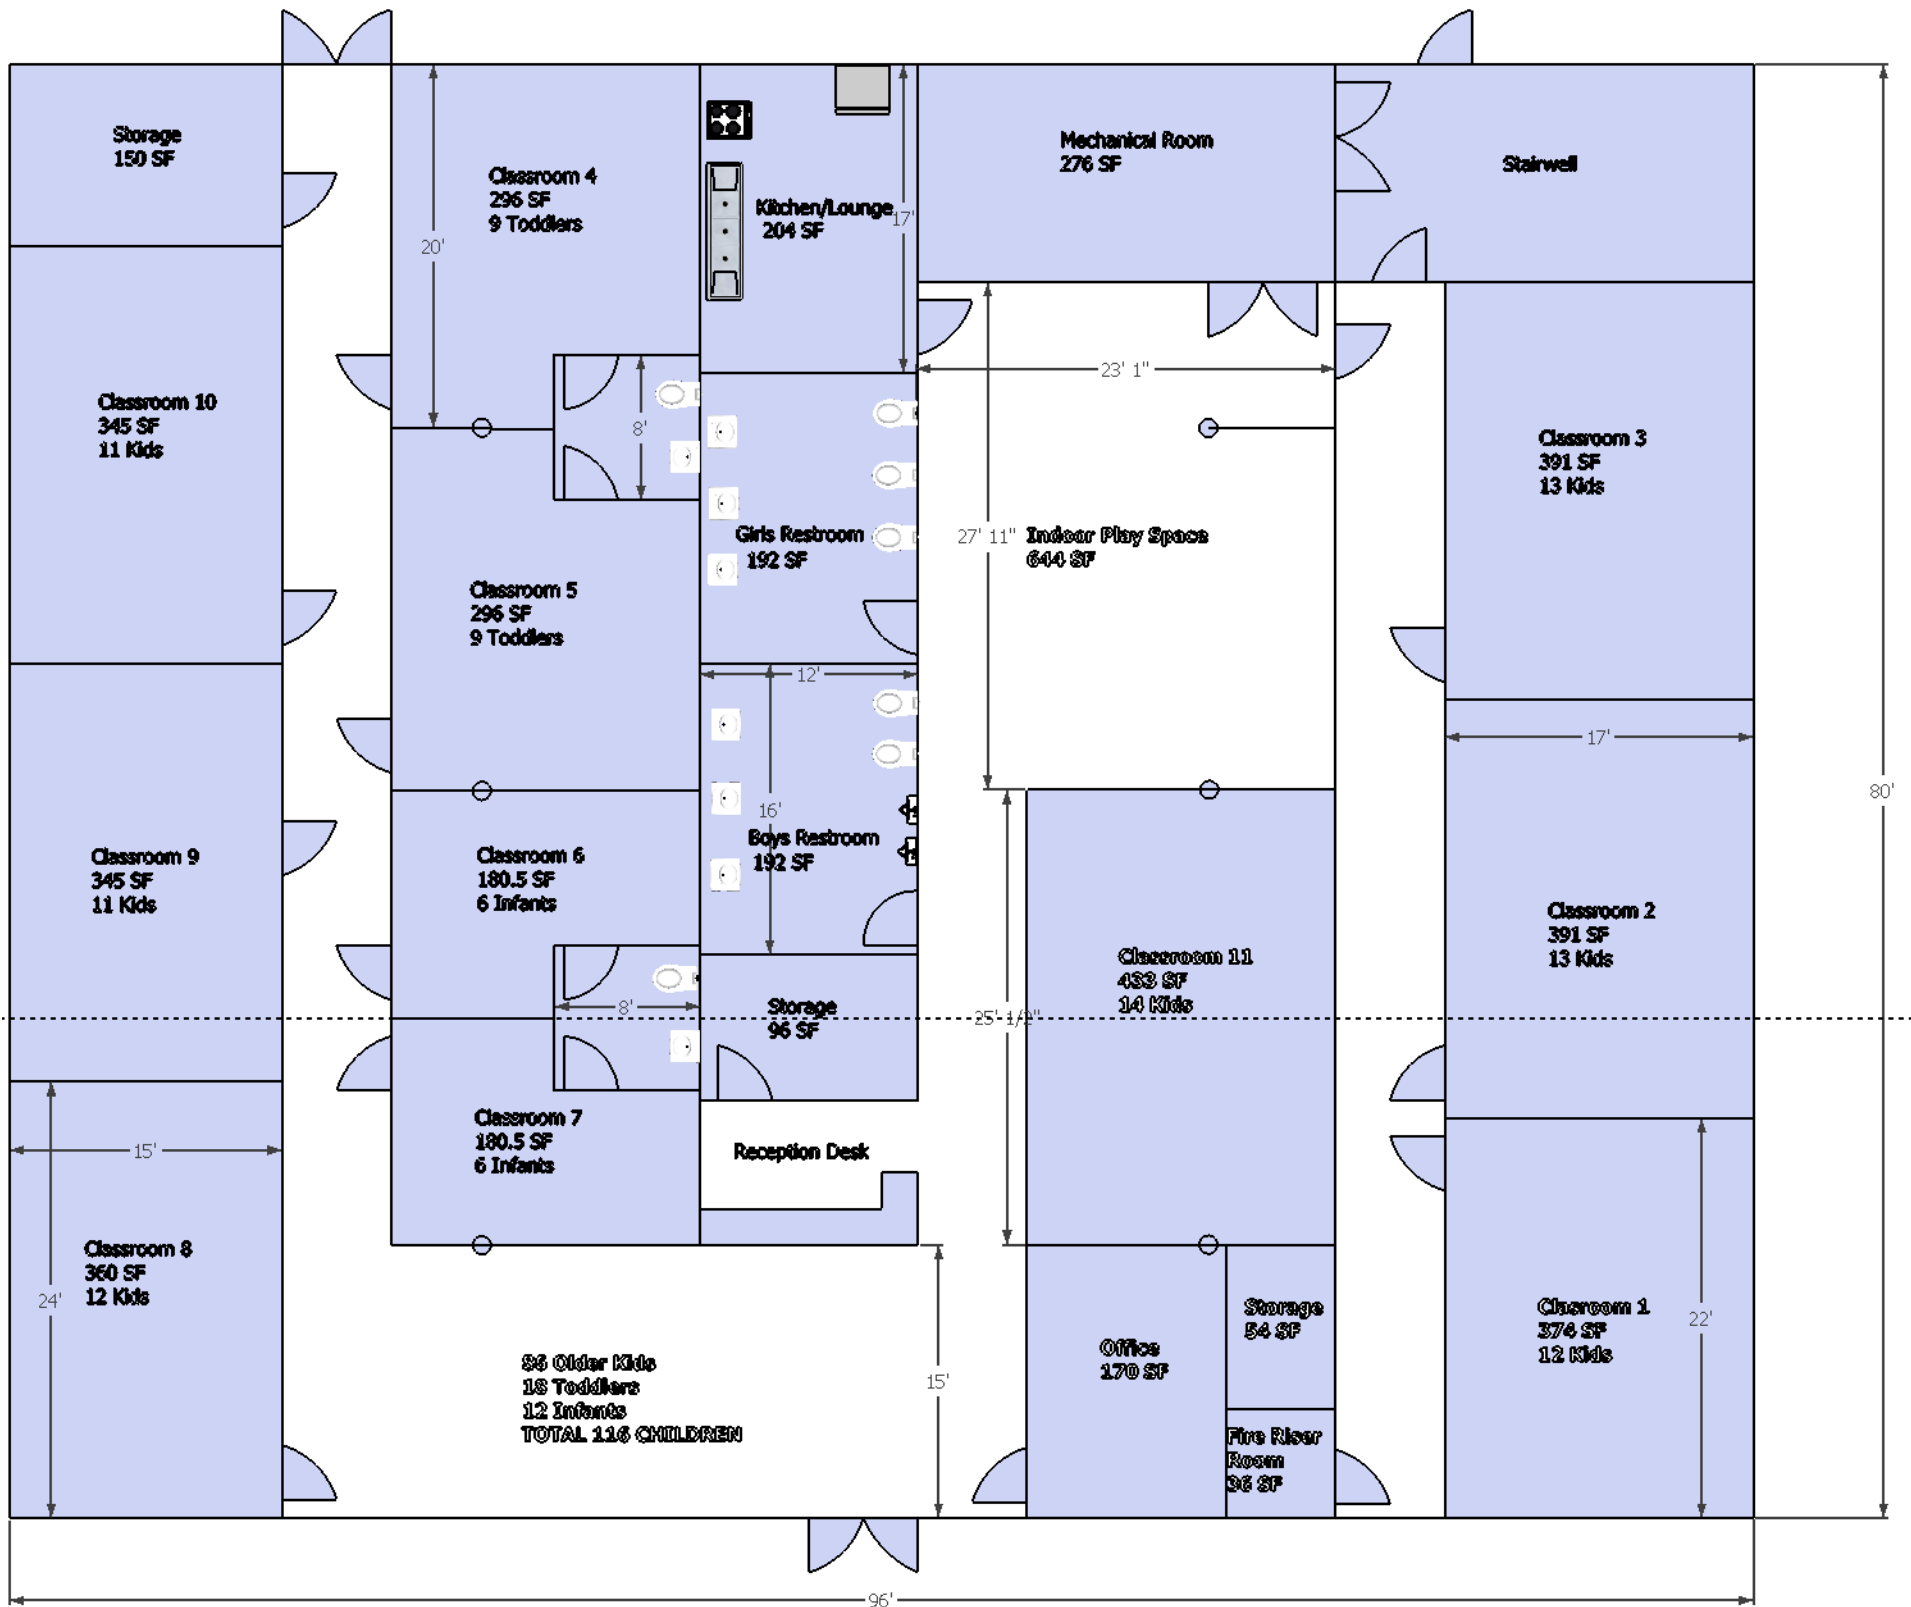 Storage
150 SF
Classroom 4
296 SF
9 Toddlers
20'
Kitchen/Lounge
204 SF
17'
Mechanical Room
276 SF
Stairwell
Classroom 10
345 SF
11 Kids
8'
23' 1"
Classroom 3
391 SF
13 Kids
Girls Restroom
192 SF
27' 11"
Indoor Play Space
644 SF
Classroom 5
296 SF
9 Toddlers
12'
17'
80'
16'
Boys Restroom
192 SF
Classroom 9
345 SF
11 Kids
Classroom 6
180.5 SF
6 Infants
Classroom 2
391 SF
13 Kids
Classroom 11
433 SF
14 Kids
8'
Storage
96 SF
25' 1/2"
15'
Classroom 7
180.5 SF
6 Infants
Reception Desk
Classroom 8
360 SF
12 Kids
24'
Storage
54 SF
Clasroom 1
374 SF
12 Kids
22'
Office
170 SF
86 Older Kids
18 Toddlers
12 Infants
TOTAL 116 CHILDREN
15'
Fire Riser
Room
36 SF
96'